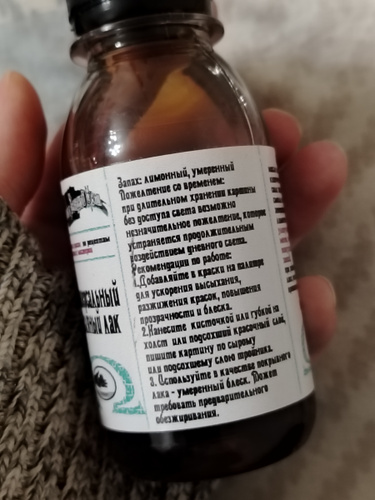 Запах: лимонный, умеренный
Пожелтение со временем:
при длительном хранении картины
без доступа света возможно
незначительное пожелтение, которое
устраняется продолжительным
воздействием дневного света.
Рекомендации по работе:
1.Добавляйте в краски на палитре
для ускорения высыхания,
разжижения красок, повышения
прозрачности и блеска.
2.Нанесите кисточкой или губкой на
холст или подсохший красочный слой,
пишите картину по сырому
или подсохшему слою тройника.
3. Используйте в качестве покрывного
лака - умеренный блеск. Может
требовать предварительного
обезжиривания.
лак